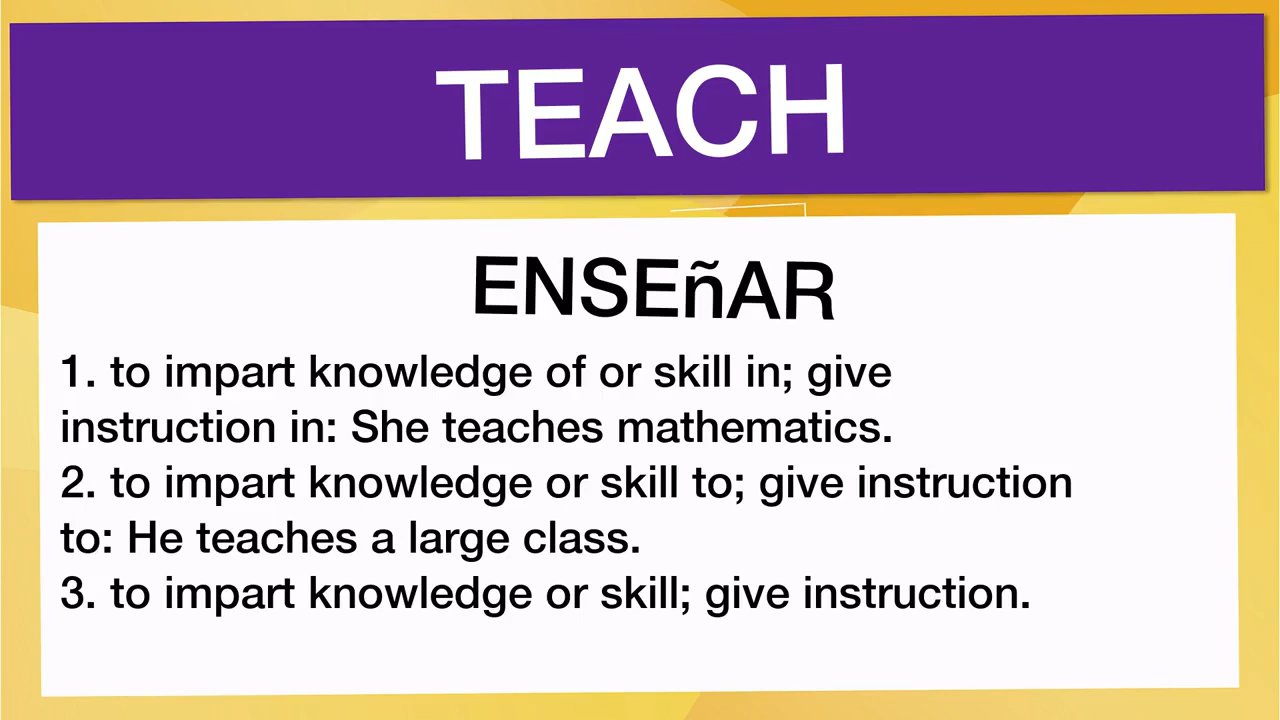 TEACH
ENSEñAR
1. to impart knowledge of or skill in; give
instruction in: She teaches mathematics.
2. to impart knowledge or skill to; give instruction
to: He teaches a large class.
3. to impart knowledge or skill; give instruction.